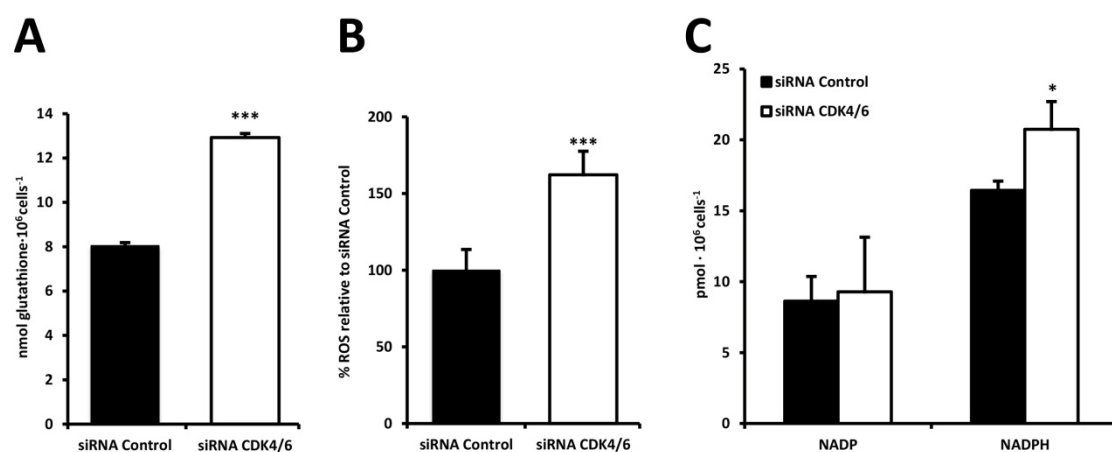 A
nmol glutathione·10⁶cells⁻¹
14
12
10
8
6
4
2
0
***
siRNA Control
siRNA CDK4/6
B
% ROS relative to siRNA Control
200
150
100
50
0
***
siRNA Control
siRNA CDK4/6
C
pmol · 10⁶cells⁻¹
25
20
15
10
5
0
siRNA Control
siRNA CDK4/6
*
NADP
NADPH